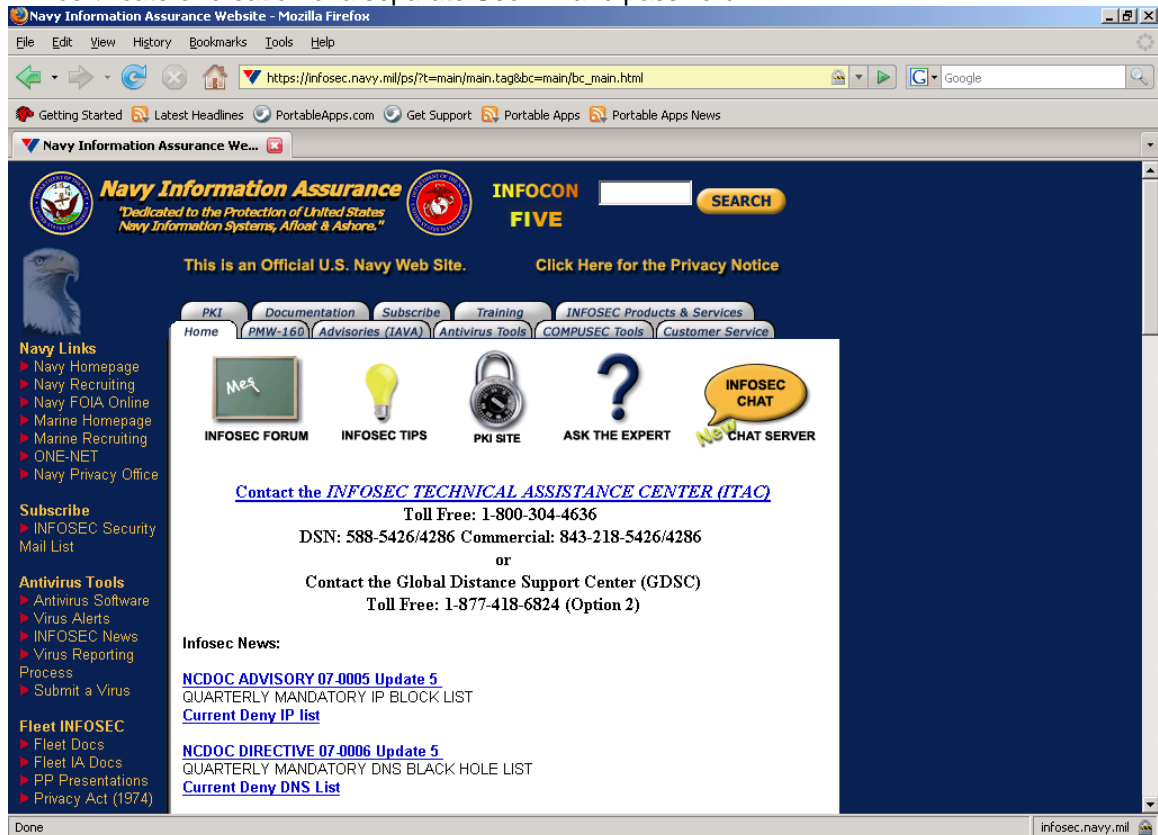 Navy Information Assurance Website - Mozilla Firefox
File Edit View History Bookmarks Tools Help
https://infosec.navy.mil/ps/?t=main/main.tag&bc=main/bc_main.html
G Google
Getting Started Latest Headlines PortableApps.com Get Support Portable Apps Portable Apps News
Navy Information Assurance We...
Navy Information Assurance
"Dedicated to the Protection of United States
Navy Information Systems, Afloat & Ashore."
INFOCON
FIVE
SEARCH
This is an Official U.S. Navy Web Site. Click Here for the Privacy Notice
PKI Documentation Subscribe Training INFOSEC Products & Services
Home PMW-160 Advisories (IAVA) Antivirus Tools COMPUSEC Tools Customer Service
Navy Links
Navy Homepage
Navy Recruiting
Navy FOIA Online
Marine Homepage
Marine Recruiting
ONE-NET
Navy Privacy Office
Subscribe
INFOSEC Security
Mail List
Antivirus Tools
Antivirus Software
Virus Alerts
INFOSEC News
Virus Reporting
Process
Submit a Virus
Fleet INFOSEC
Fleet Docs
Fleet IA Docs
PP Presentations
Privacy Act (1974)
Mes
INFOSEC
CHAT
New
INFOSEC FORUM INFOSEC TIPS PKI SITE ASK THE EXPERT CHAT SERVER
Contact the INFOSEC TECHNICAL ASSISTANCE CENTER (ITAC)
Toll Free: 1-800-304-4636
DSN: 588-5426/4286 Commercial: 843-218-5426/4286
or
Contact the Global Distance Support Center (GDSC)
Toll Free: 1-877-418-6824 (Option 2)
Infosec News:
NCDOC ADVISORY 07-0005 Update 5
QUARTERLY MANDATORY IP BLOCK LIST
Current Deny IP list
NCDOC DIRECTIVE 07-0006 Update 5
QUARTERLY MANDATORY DNS BLACK HOLE LIST
Current Deny DNS List
Done
infosec.navy.mil